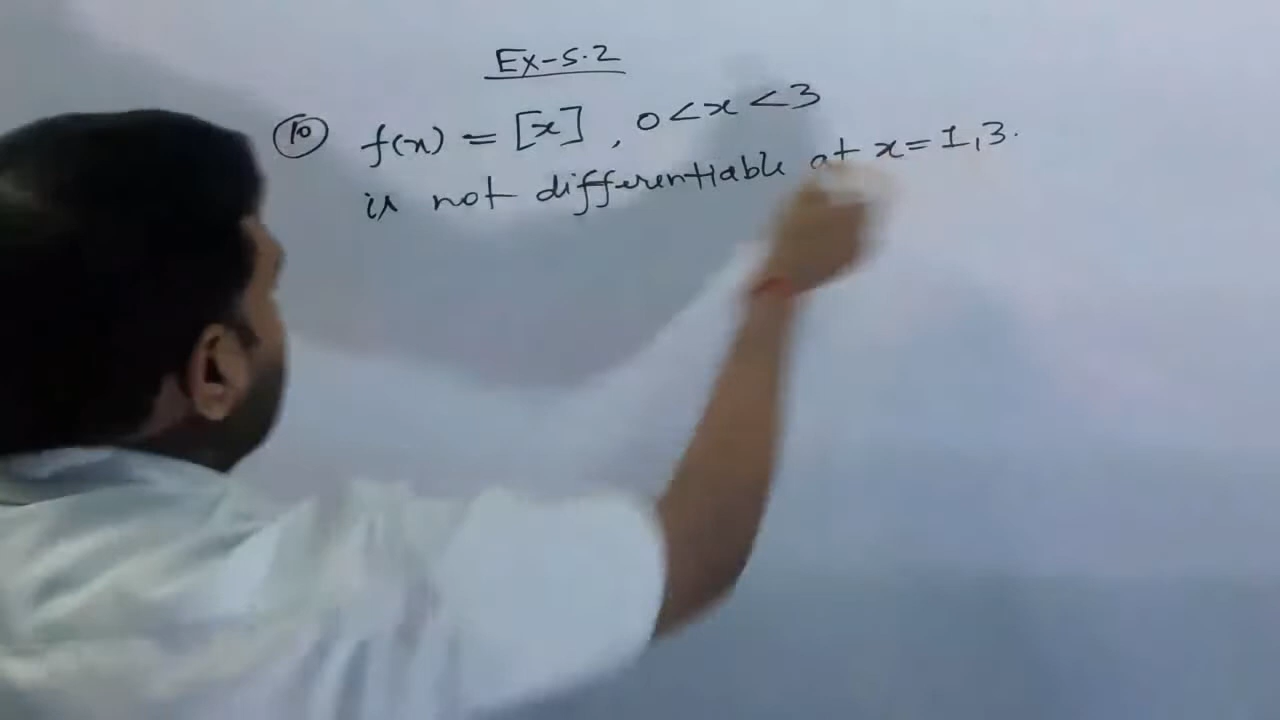 Ex-5.2
⑩ f(x) = [x] , 0<x<3
is not differentiable at x=1,3.